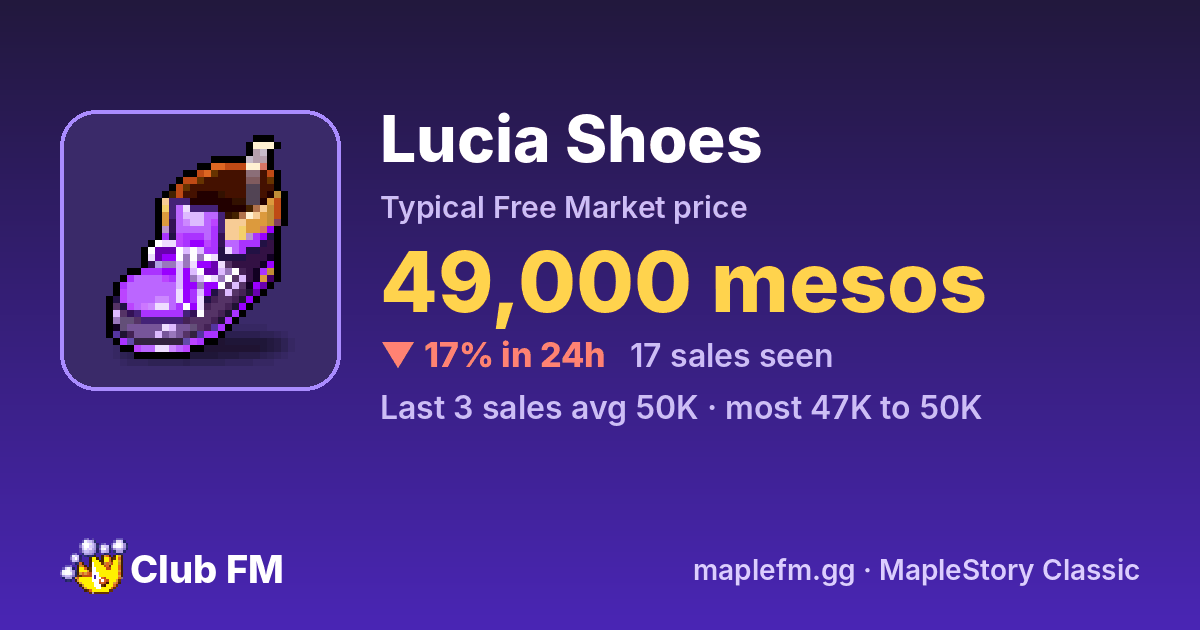 Lucia Shoes
Typical Free Market price
49,000 mesos
▼ 17% in 24h 17 sales seen
Last 3 sales avg 50K · most 47K to 50K
Club FM
maplefm.gg · MapleStory Classic